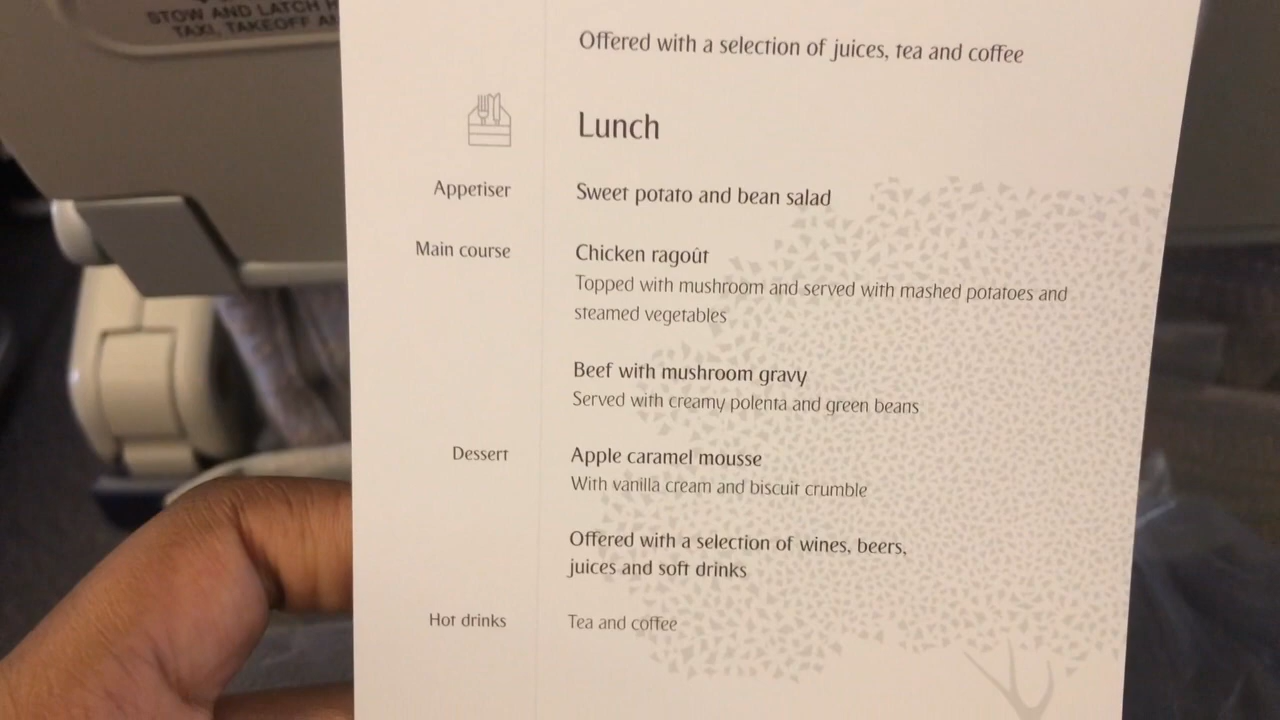 STOW AND LATCH
TAXI, TAKEOFF
Offered with a selection of juices, tea and coffee
Lunch
Appetiser
Sweet potato and bean salad
Main course
Chicken ragoût
Topped with mushroom and served with mashed potatoes and
steamed vegetables
Beef with mushroom gravy
Served with creamy polenta and green beans
Dessert
Apple caramel mousse
With vanilla cream and biscuit crumble
Offered with a selection of wines, beers,
juices and soft drinks
Hot drinks
Tea and coffee